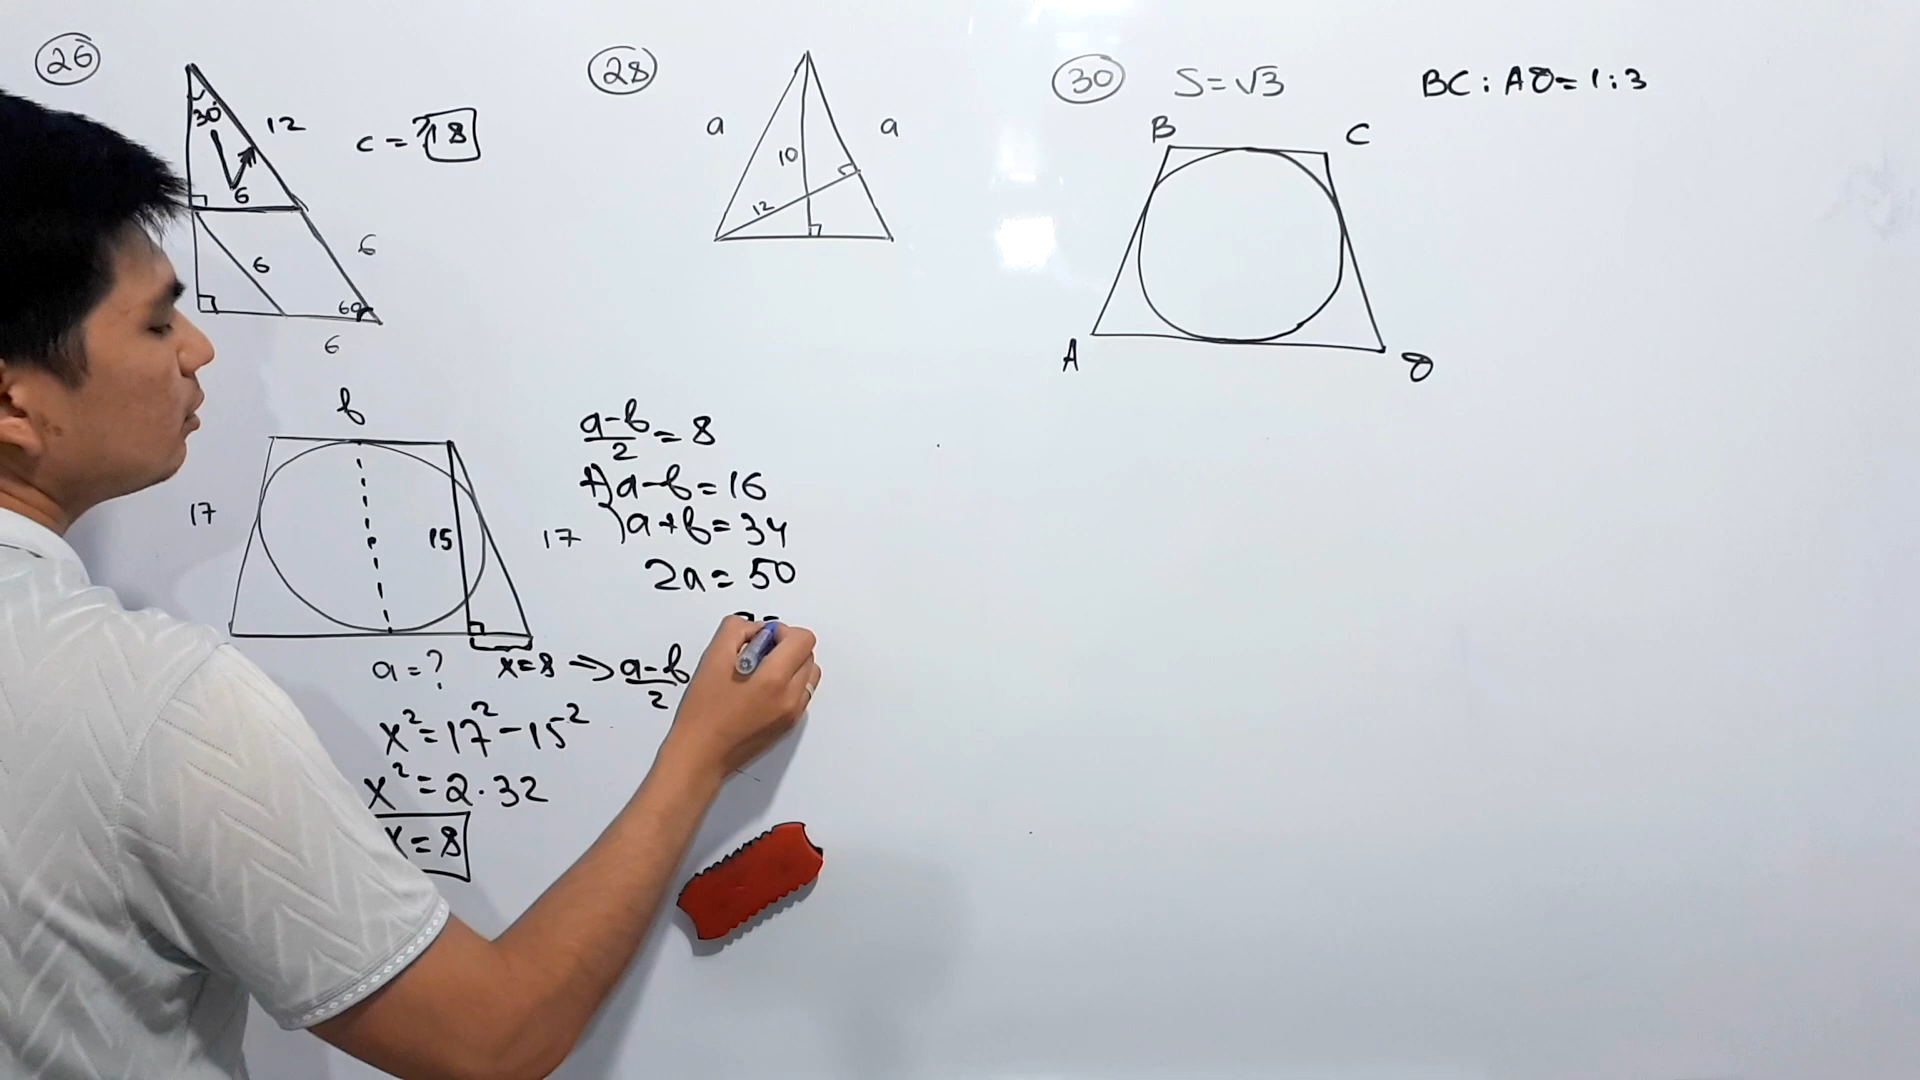 26
30°
12
c = ? 18
6
6
6
60
6
28
a
a
10
12
30 S=√3 BC : AD = 1:3
B
C
A
D
b
17
15
17
a = ?
x=8 → a-b/2
x²=17²-15²
x²=2·32
x=8
a-b/2=8
+) a-b=16
a+b=34
2a=50